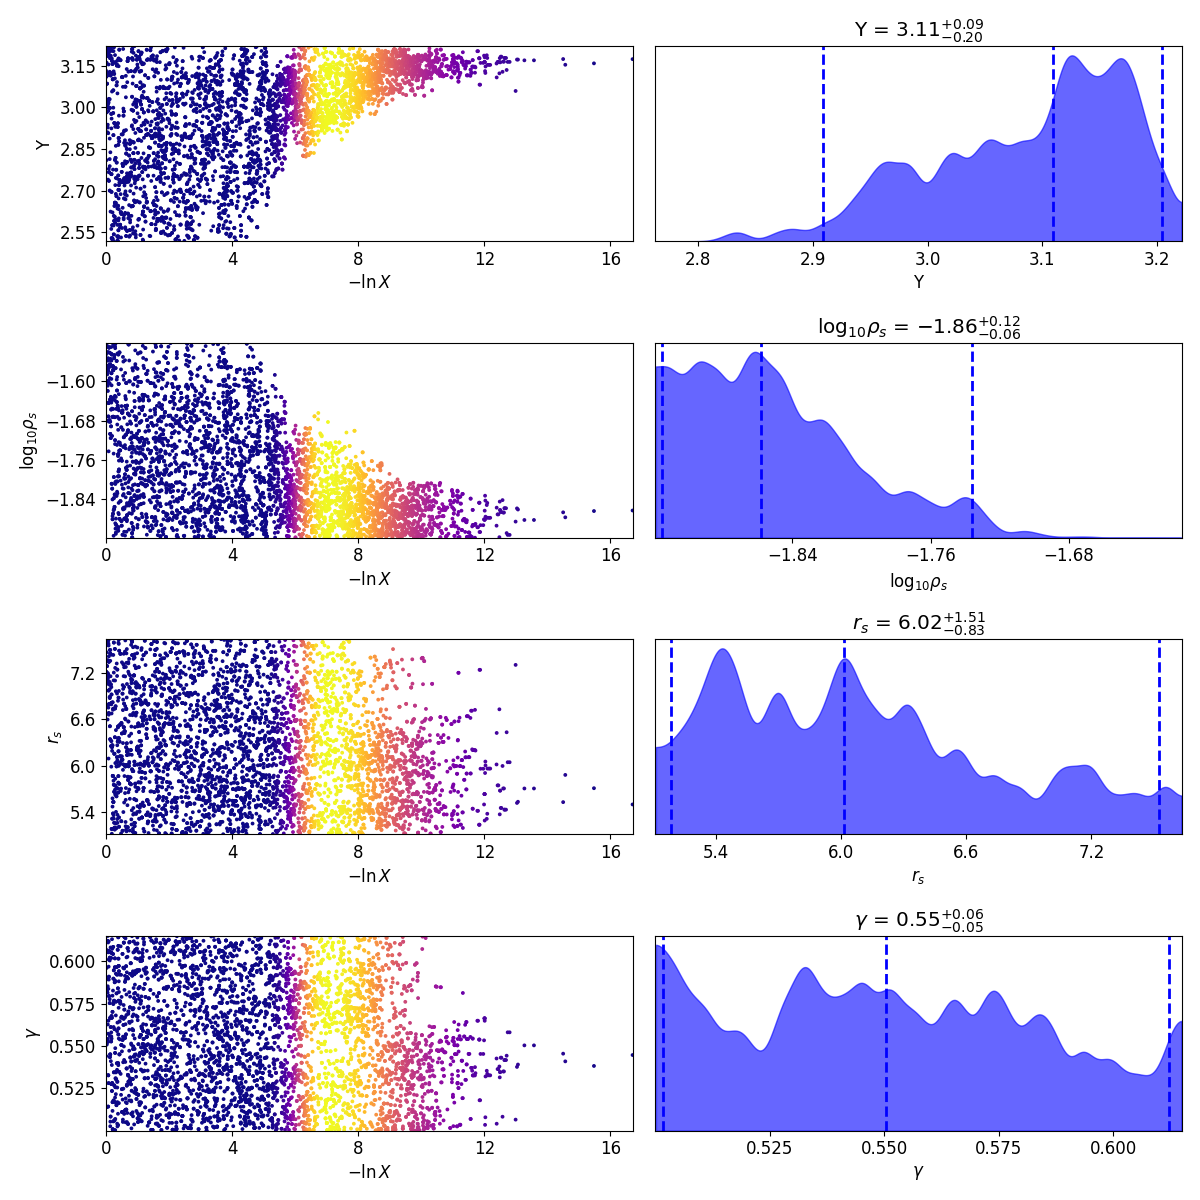 Y = 3.11+0.09 −0.20
3.15
3.00
2.85
2.70
2.55
Y
0 4 8 12 16
−ln X
2.8 2.9 3.0 3.1 3.2
Y
log10ρs = −1.86+0.12 −0.06
−1.60
−1.68
−1.76
−1.84
log10ρs
0 4 8 12 16
−ln X
−1.84 −1.76 −1.68
log10ρs
rs = 6.02+1.51 −0.83
7.2
6.6
6.0
5.4
rs
0 4 8 12 16
−ln X
5.4 6.0 6.6 7.2
rs
γ = 0.55+0.06 −0.05
0.600
0.575
0.550
0.525
γ
0 4 8 12 16
−ln X
0.525 0.550 0.575 0.600
γ